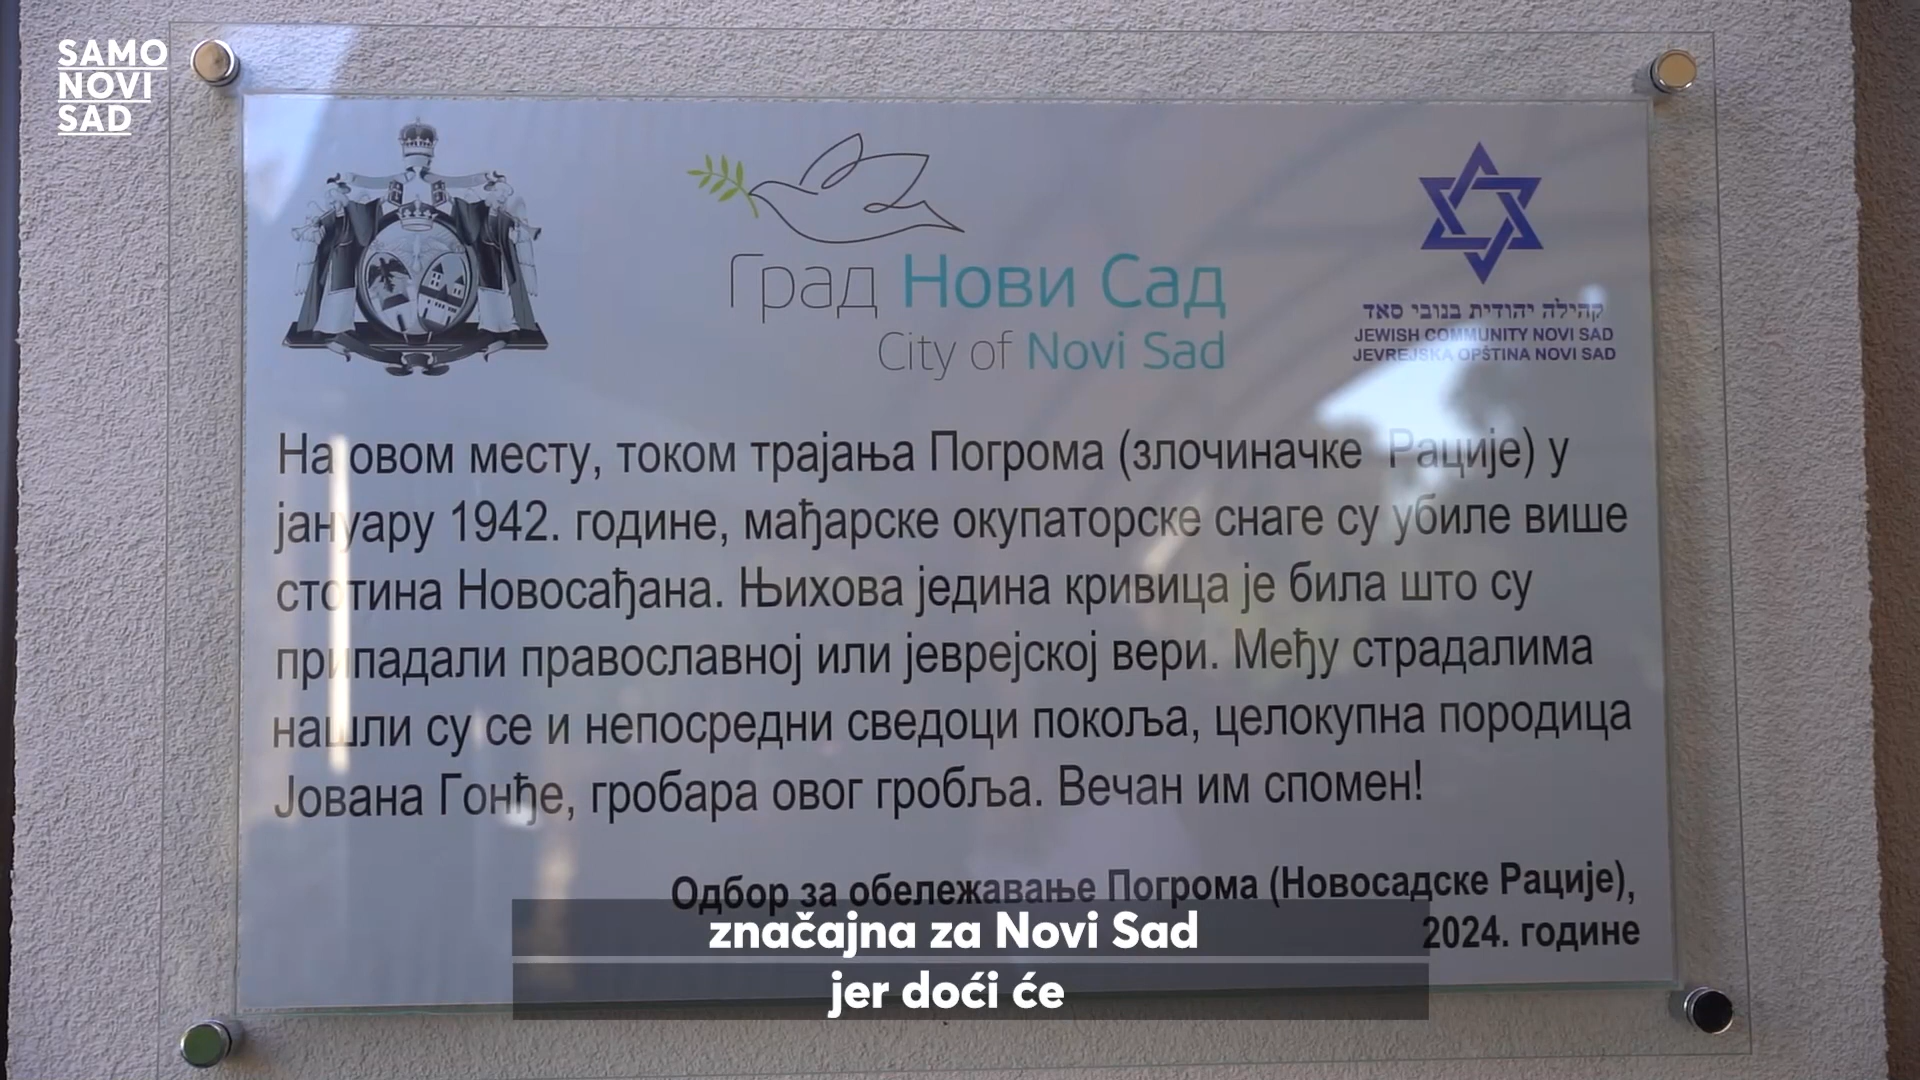 SAMO
NOVI
SAD
Град Нови Сад
City of Novi Sad
קהילה יהודית בנובי סאד
JEWISH COMMUNITY NOVI SAD
JEVREJSKA OPŠTINA NOVI SAD
На овом месту, током трајања Погрома (злочиначке Рације) у
јануару 1942. године, мађарске окупаторске снаге су убиле више
стотина Новосађана. Њихова једина кривица је била што су
припадали православној или јеврејској вери. Међу страдалима
нашли су се и непосредни сведоци покоља, целокупна породица
Јована Гонђе, гробара овог гробља. Вечан им спомен!
Одбор за обележавање Погрома (Новосадске Рације),
2024. године
značajna za Novi Sad
jer doći će